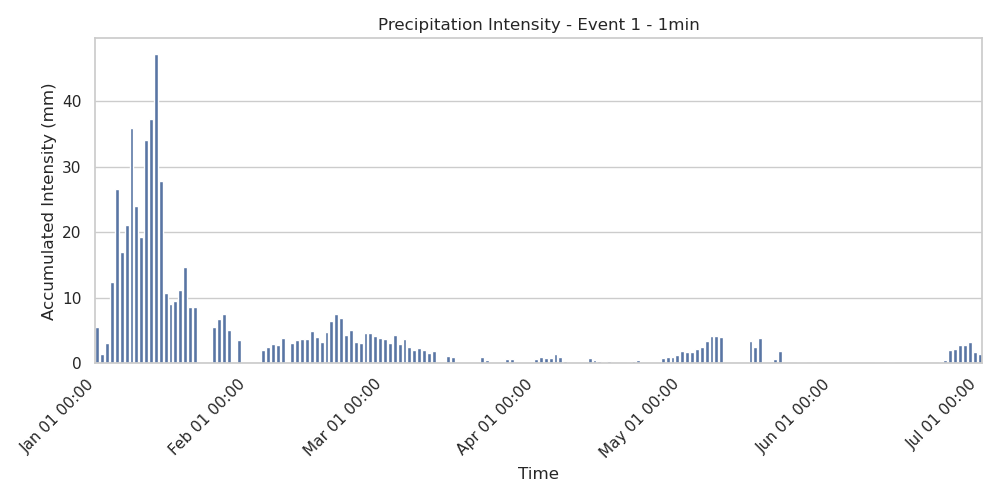 Precipitation Intensity - Event 1 - 1min
Accumulated Intensity (mm)
40
30
20
10
0
Jan 01 00:00
Feb 01 00:00
Mar 01 00:00
Apr 01 00:00
May 01 00:00
Jun 01 00:00
Jul 01 00:00
Time